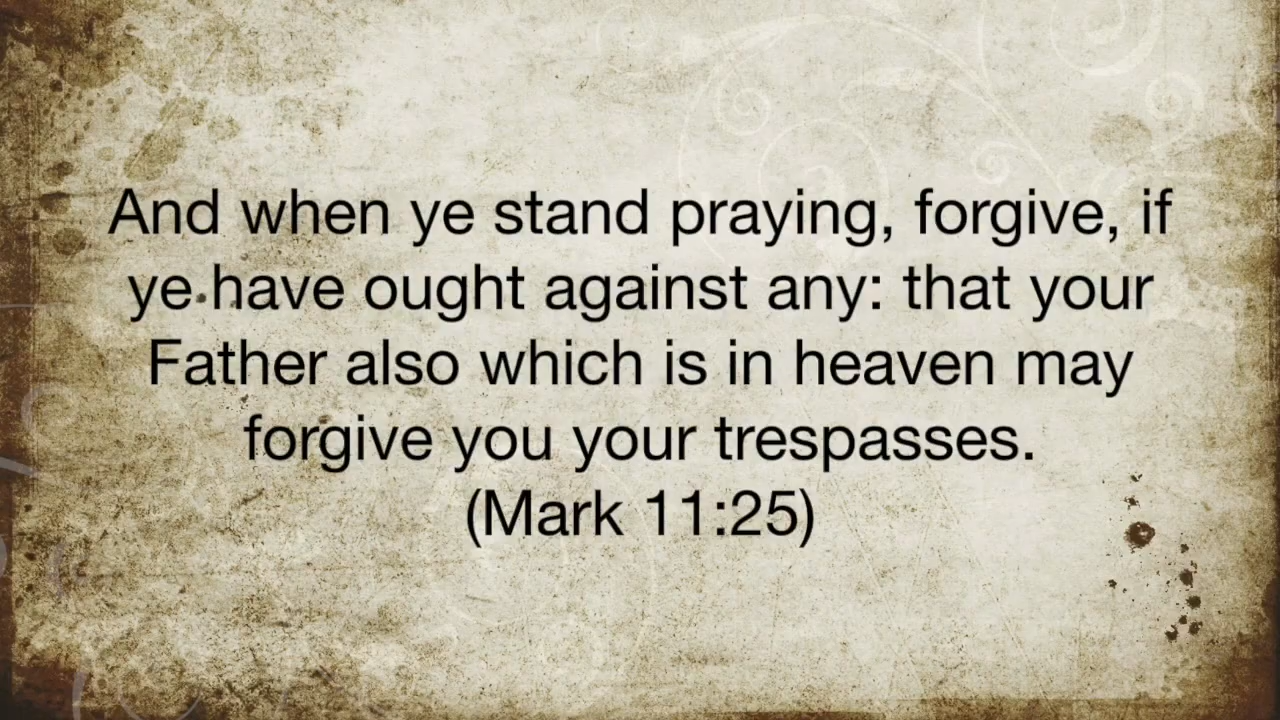 And when ye stand praying, forgive, if
ye have ought against any: that your
Father also which is in heaven may
forgive you your trespasses.
(Mark 11:25)